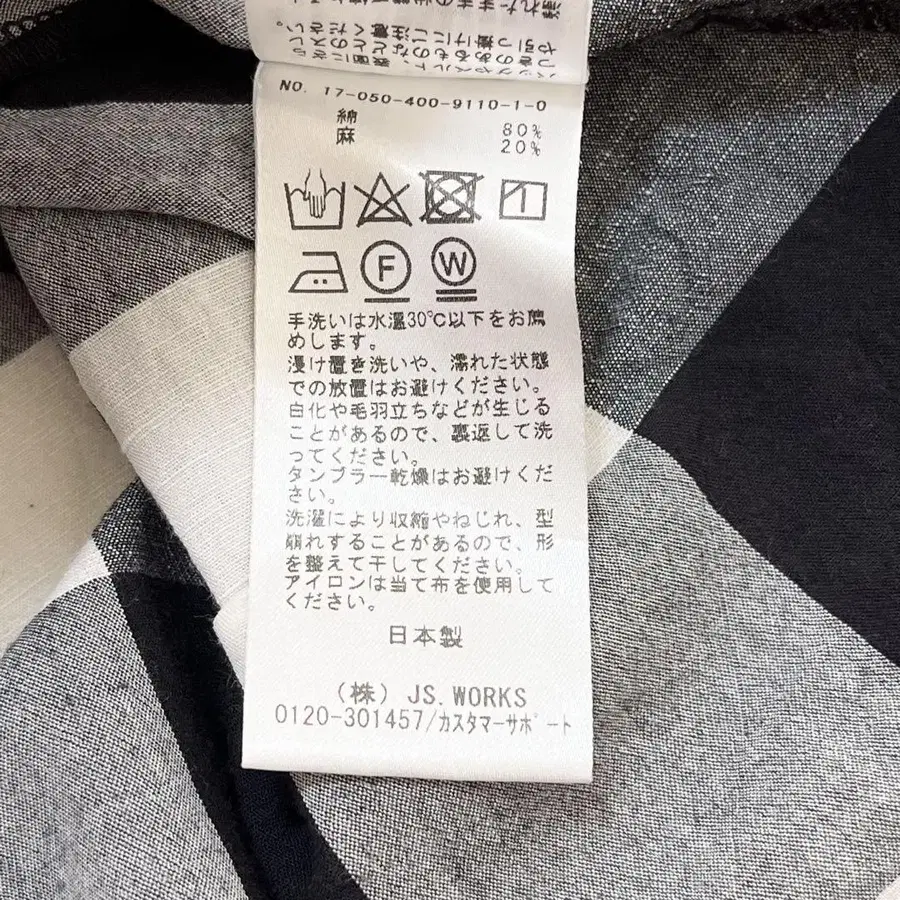 NO. 17-050-400-9110-1-0
綿 80%
麻 20%
F W
手洗いは水温30℃以下をお薦
めします。
浸け置き洗いや、濡れた状態
での放置はお避けください。
白化や毛羽立ちなどが生じる
ことがあるので、裏返して洗
ってください。
タンブラー乾燥はお避けくだ
さい。
洗濯により収縮やねじれ、型
崩れすることがあるので、形
を整えて干してください。
アイロンは当て布を使用して
ください。
日本製
(株) JS.WORKS
0120-301457/ｶｽﾀﾏｰｻﾎﾟｰﾄ